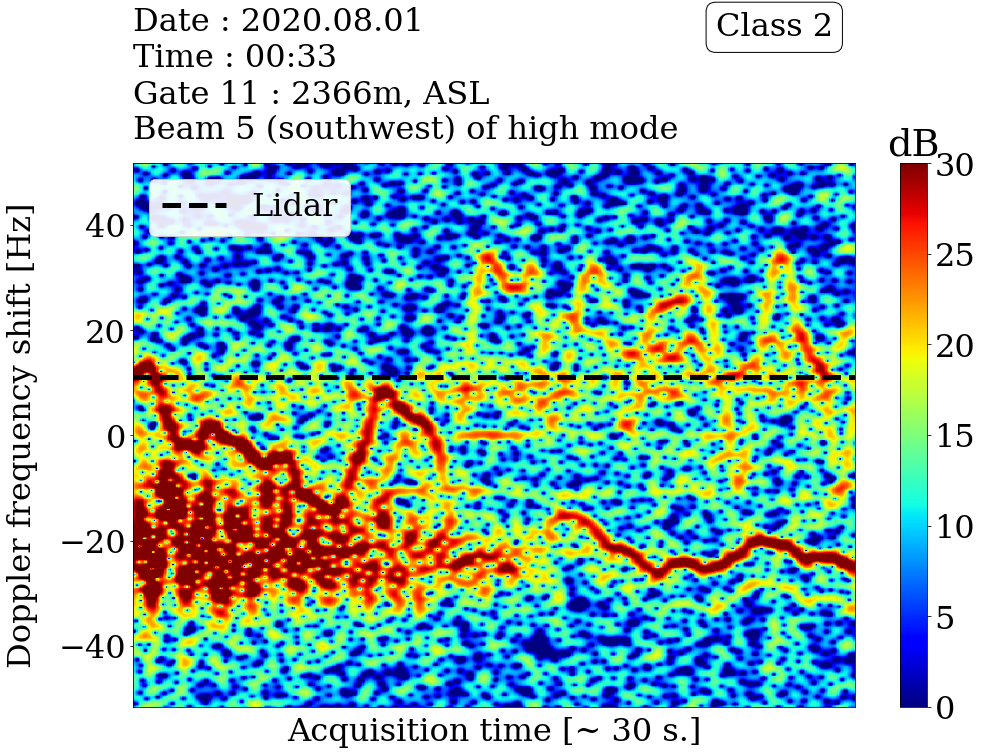 Date : 2020.08.01
Class 2
Time : 00:33
Gate 11 : 2366m, ASL
Beam 5 (southwest) of high mode
dB
Lidar
Doppler frequency shift [Hz]
40
20
0
−20
−40
30
25
20
15
10
5
0
Acquisition time [~ 30 s.]